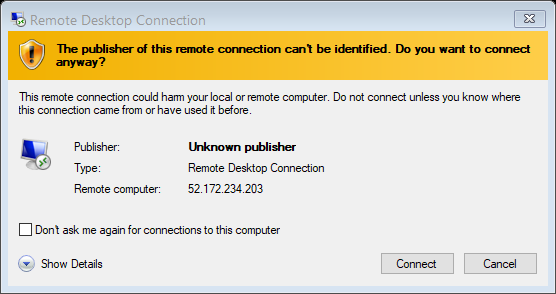 Remote Desktop Connection
The publisher of this remote connection can't be identified. Do you want to connect
anyway?
This remote connection could harm your local or remote computer. Do not connect unless you know where
this connection came from or have used it before.
Publisher: Unknown publisher
Type: Remote Desktop Connection
Remote computer: 52.172.234.203
Don't ask me again for connections to this computer
Show Details Connect Cancel